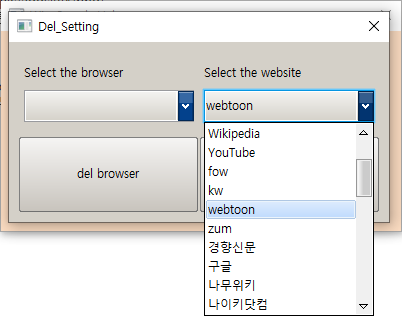 Del_Setting
Select the browser
Select the website
webtoon
del browser
Wikipedia
YouTube
fow
kw
webtoon
zum
경향신문
구글
나무위키
나이키닷컴